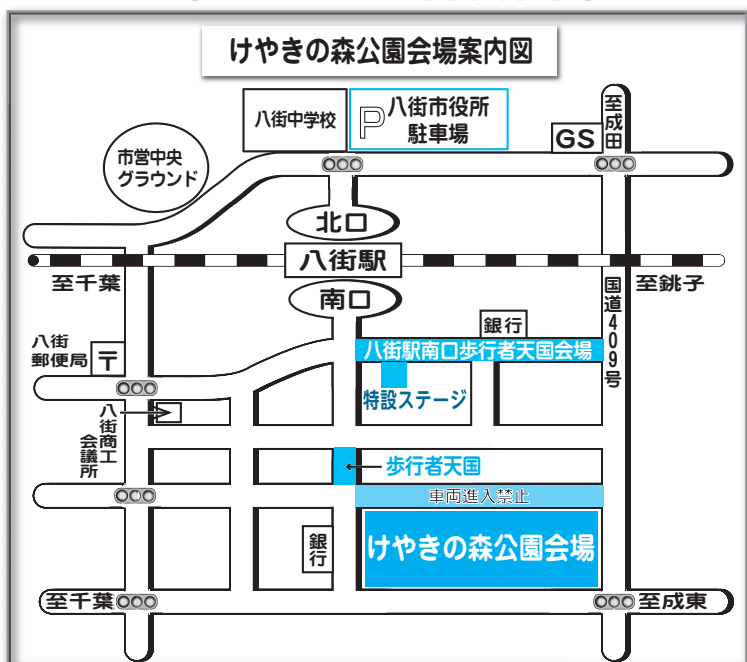 けやきの森公園会場案内図
八街中学校
P
八街市役所
駐車場
GS
至成田
市営中央
グラウンド
北口
八街駅
南口
至千葉
至銚子
国道409号
八街
郵便局
〒
銀行
八街駅南口歩行者天国会場
特設ステージ
八街商工
会議所
歩行者天国
車両進入禁止
銀行
けやきの森公園会場
至千葉
至成東